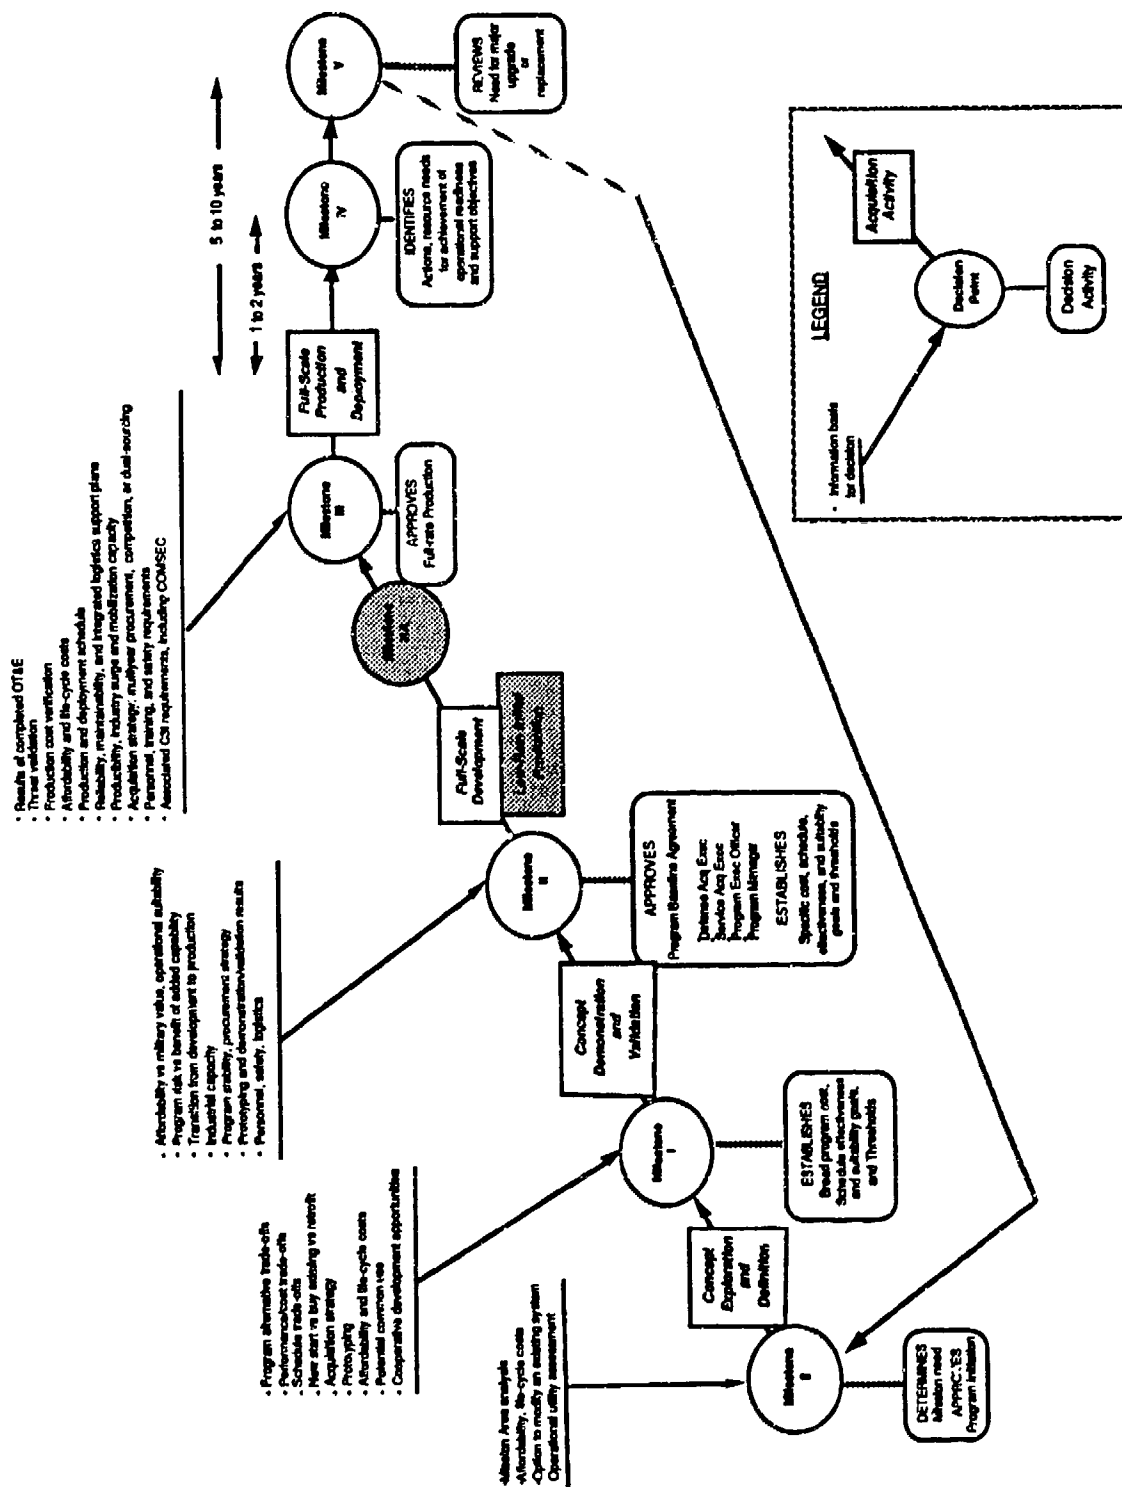 -Mission Area analysis
-Affordability, life-cycle costs
-Option to modify an existing system
Operational utility assessment
Milestone
DETERMINES
Mission need
Program Initiation
Concept
Exploration
and
Definition
• Program alternative trade-offs
• Performance/cost trade-offs
• Schedule trade-offs
• New start vs buy existing vs retrofit
• Acquisition strategy
• Prototyping
• Affordability and life-cycle costs
• Potential common use
• Cooperative development opportunities
Milestone
I
ESTABLISHES
Broad program cost,
Schedule effectiveness
and suitability goals,
and Thresholds
Concept
Demonstration
and
Validation
• Affordability vs military value, operational suitability
• Program risk vs benefit of added capability
• Transition from development to production
• Industrial capacity
• Program stability, procurement strategy
• Prototyping and demonstration/validation results
• Personnel, safety, logistics
Milestone
II
APPROVES
Program Baseline Agreement
Defense Acq Exec
Service Acq Exec
Program Exec Officer
Program Manager
ESTABLISHES
Specific cost, schedule,
effectiveness, and suitability
goals and thresholds
Full-Scale
Development
Low-Rate Initial
Production
Milestone
• Results of completed OT&E
• Threat validation
• Production cost verification
• Affordability and life-cycle costs
• Production and deployment schedule
• Reliability, maintainability, and integrated logistics support plans
• Producibility, industry surge and mobilization capacity
• Acquisition strategy: multiyear procurement, competition, or dual-sourcing
• Personnel, training, and safety requirements
• Associated C3I requirements, including COMSEC
Milestone
III
APPROVES
Full-rate Production
Full-Scale
Production
and
Deployment
5 to 10 years
1 to 2 years
Milestone
IV
IDENTIFIES
Actions, resource needs
for achievement of
operational readiness
and support objectives
Milestone
V
REVIEWS
Need for major
upgrade
or
replacement
LEGEND
• Information basis
for decision
Decision
Point
Acquisition
Activity
Decision
Activity